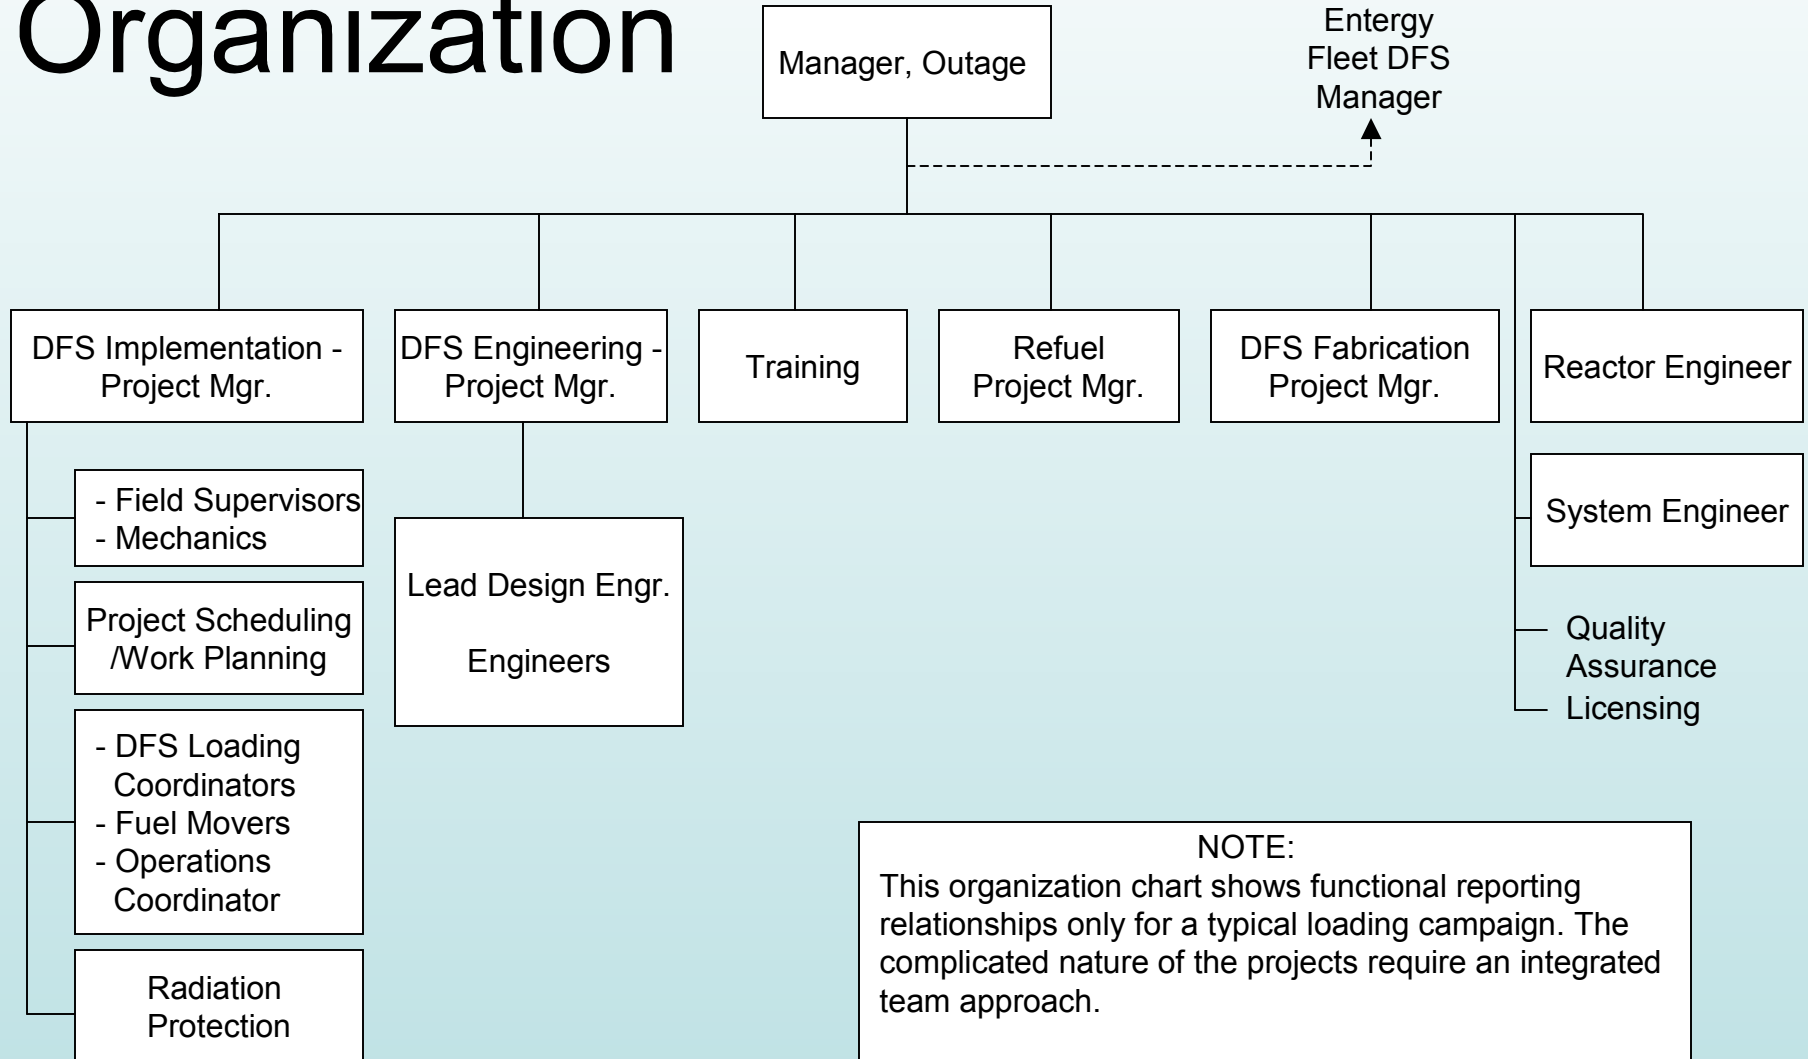 Organization
Manager, Outage
Entergy
Fleet DFS
Manager
DFS Implementation -
Project Mgr.
DFS Engineering -
Project Mgr.
Training
Refuel
Project Mgr.
DFS Fabrication
Project Mgr.
Reactor Engineer
- Field Supervisors
- Mechanics
Project Scheduling
/Work Planning
- DFS Loading
Coordinators
- Fuel Movers
- Operations
Coordinator
Radiation
Protection
Lead Design Engr.
Engineers
System Engineer
Quality
Assurance
Licensing
NOTE:
This organization chart shows functional reporting
relationships only for a typical loading campaign. The
complicated nature of the projects require an integrated
team approach.